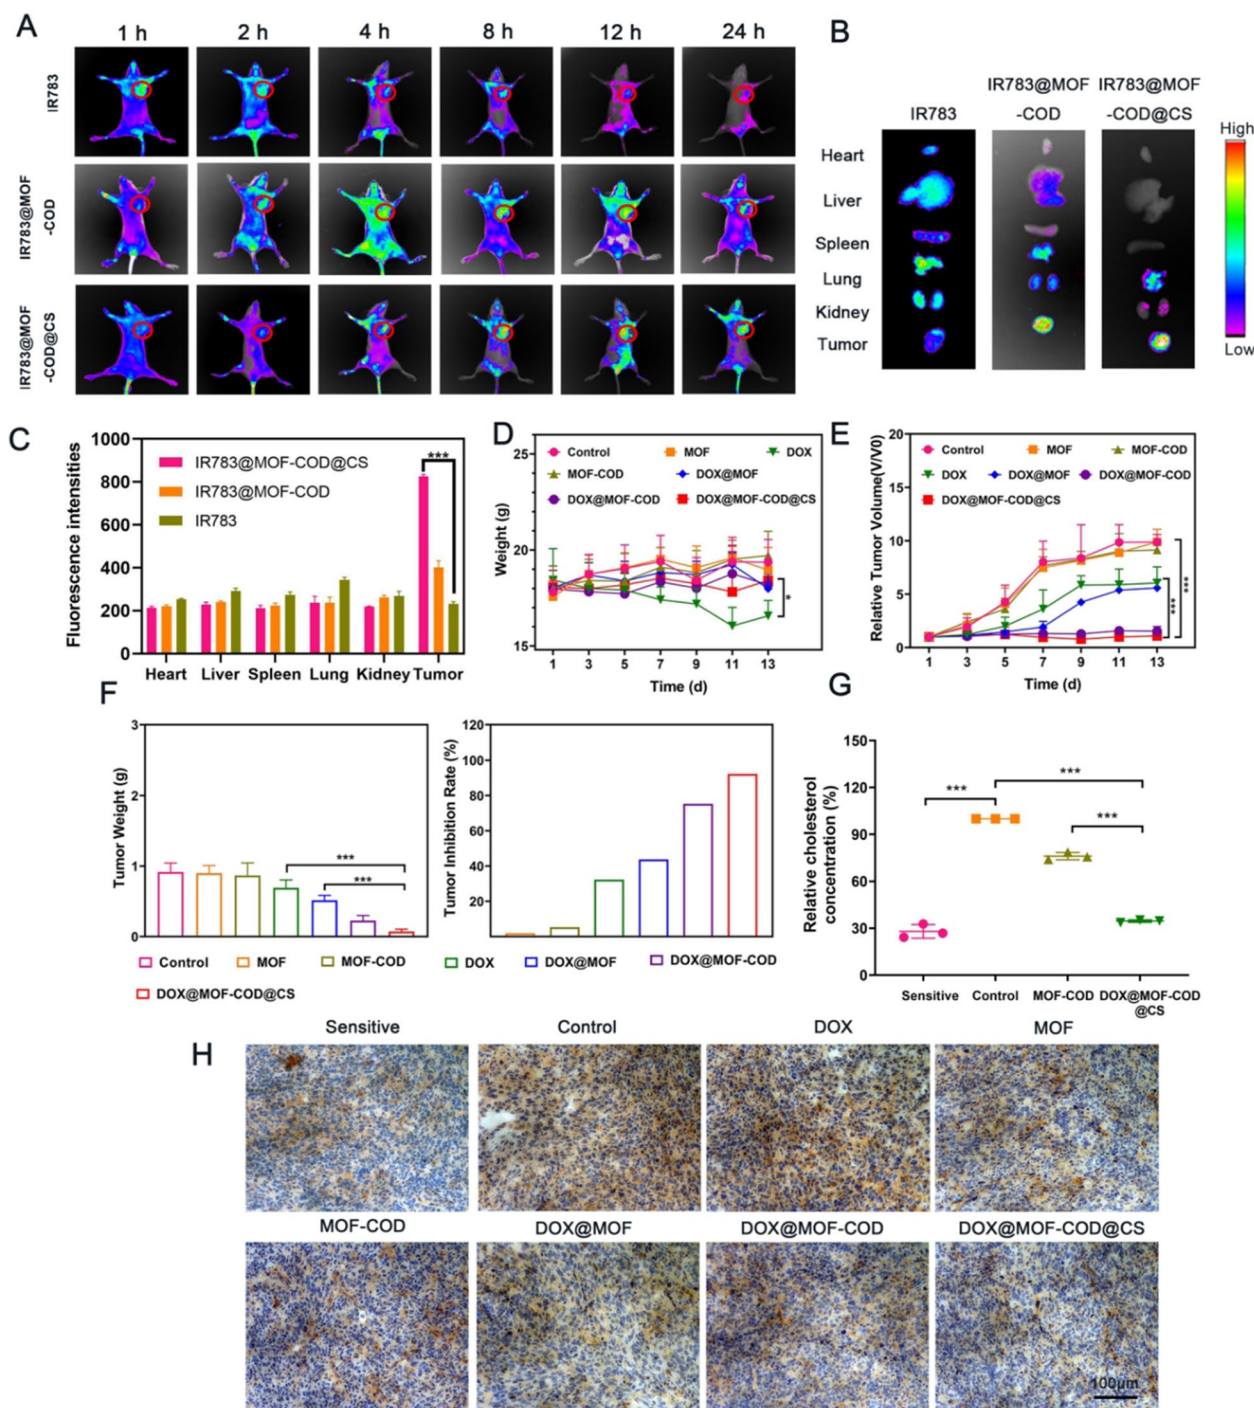 A
1 h 2 h 4 h 8 h 12 h 24 h
IR783
IR783@MOF
-COD
IR783@MOF
-COD@CS
B
IR783
IR783@MOF
-COD
IR783@MOF
-COD@CS
Heart
Liver
Spleen
Lung
Kidney
Tumor
High
Low
C
Fluorescence intensities
1000
800
600
400
200
0
IR783@MOF-COD@CS
IR783@MOF-COD
IR783
***
Heart Liver Spleen Lung Kidney Tumor
D
Weight (g)
25
20
15
Control MOF DOX
MOF-COD DOX@MOF
DOX@MOF-COD DOX@MOF-COD@CS
*
1 3 5 7 9 11 13
Time (d)
E
Relative Tumor Volume(V/V0)
20
15
10
5
0
Control MOF MOF-COD
DOX DOX@MOF DOX@MOF-COD
DOX@MOF-COD@CS
***
***
1 3 5 7 9 11 13
Time (d)
F
Tumor Weight (g)
3
2
1
0
***
***
Tumor Inhibition Rate (%)
120
100
80
60
40
20
Control MOF MOF-COD DOX DOX@MOF DOX@MOF-COD
DOX@MOF-COD@CS
G
Relative cholesterol
concentration (%)
150
120
90
60
30
0
***
***
***
Sensitive Control MOF-COD DOX@MOF-COD
@CS
H
Sensitive Control DOX MOF
MOF-COD DOX@MOF DOX@MOF-COD DOX@MOF-COD@CS
100μm